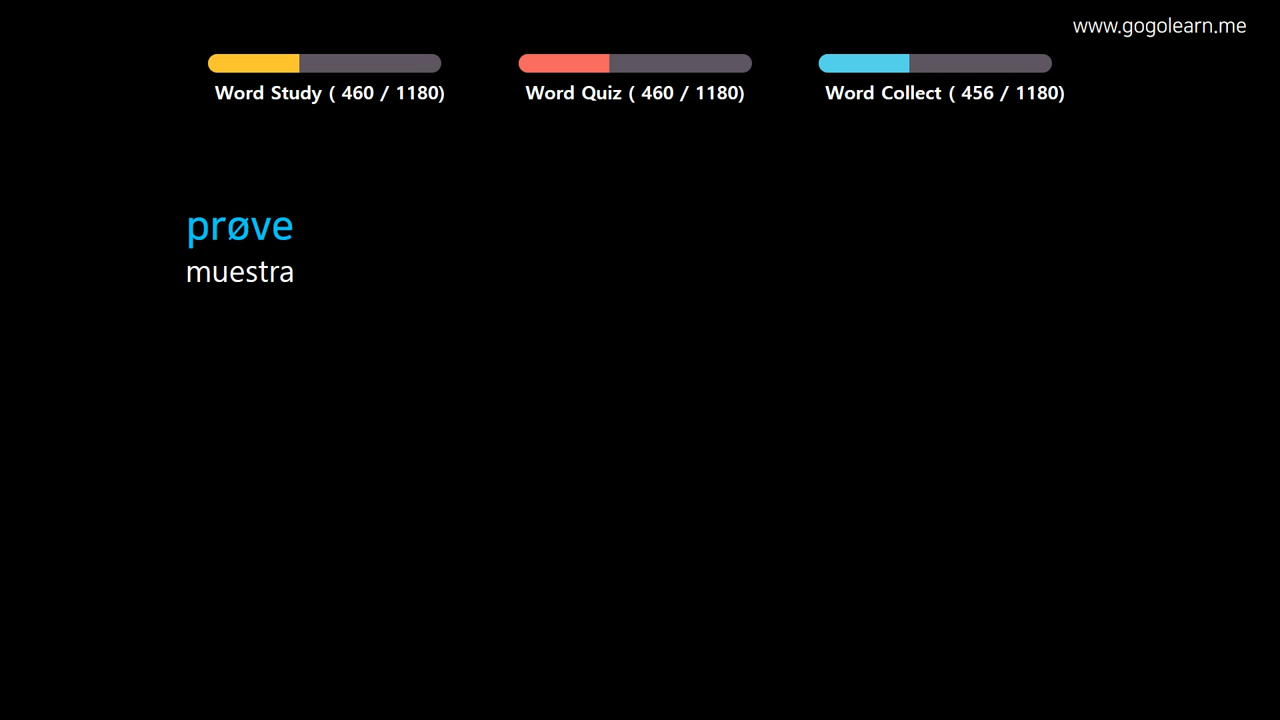 www.gogolearn.me
Word Study ( 460 / 1180)
Word Quiz ( 460 / 1180)
Word Collect ( 456 / 1180)
prøve
muestra